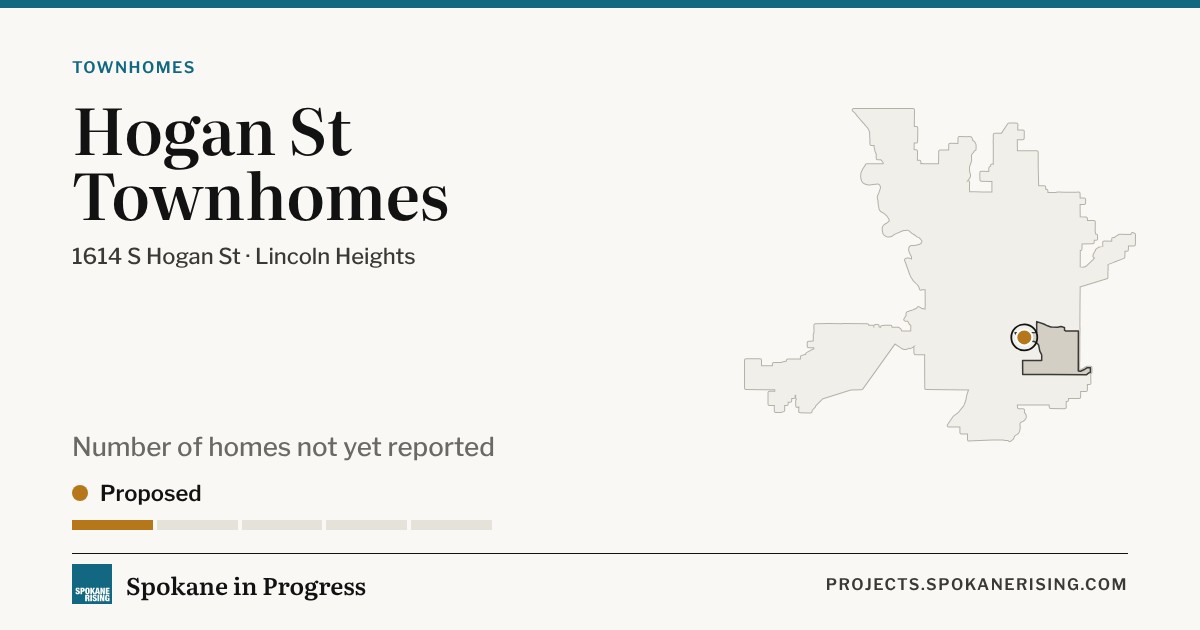 TOWNHOMES
Hogan St
Townhomes
1614 S Hogan St · Lincoln Heights
Number of homes not yet reported
Proposed
SPOKANE
RISING
Spokane in Progress
PROJECTS.SPOKANERISING.COM